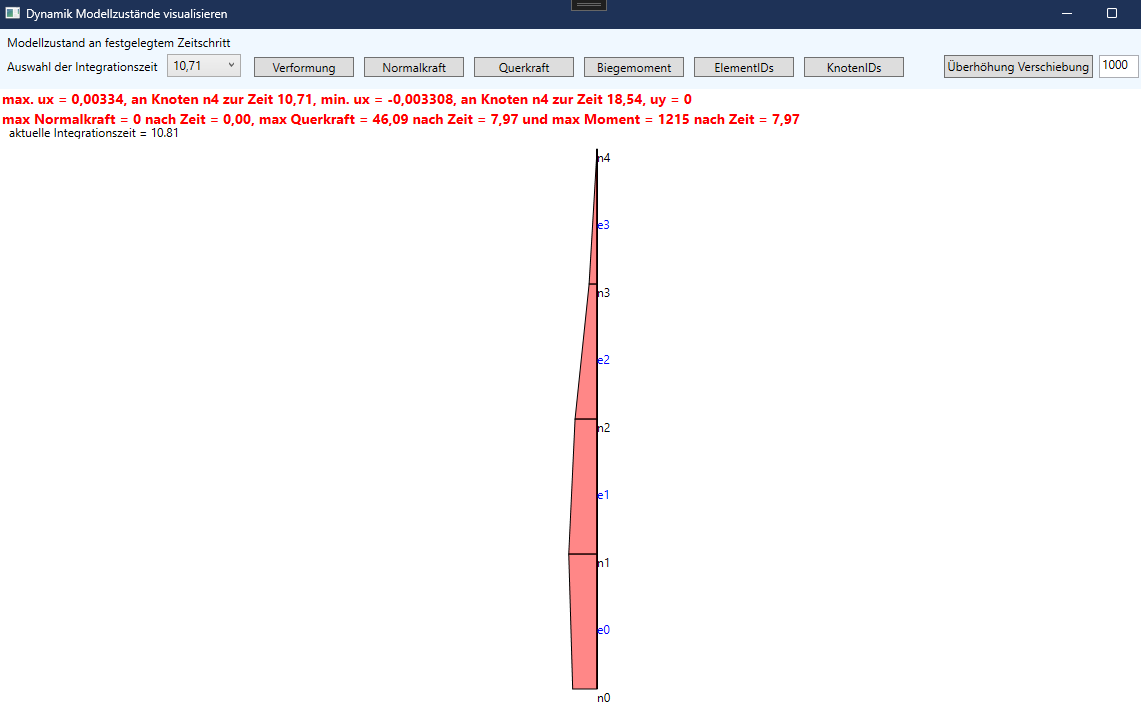 Dynamik Modellzustände visualisieren
Modellzustand an festgelegtem Zeitschritt
Auswahl der Integrationszeit 10,71 Verformung Normalkraft Querkraft Biegemoment ElementIDs KnotenIDs Überhöhung Verschiebung 1000
max. ux = 0,00334, an Knoten n4 zur Zeit 10,71, min. ux = -0,003308, an Knoten n4 zur Zeit 18,54, uy = 0
max Normalkraft = 0 nach Zeit = 0,00, max Querkraft = 46,09 nach Zeit = 7,97 und max Moment = 1215 nach Zeit = 7,97
aktuelle Integrationszeit = 10.81
n4
e3
n3
e2
n2
e1
n1
e0
n0